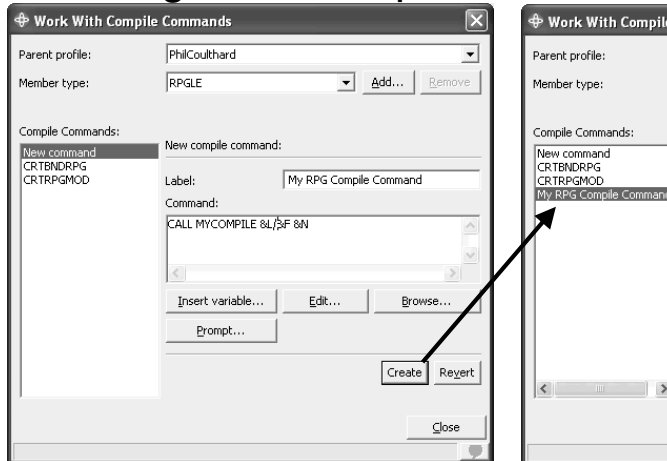 Work With Compile Commands
Parent profile:
PhilCoulthard
Member type:
RPGLE
Add...
Remove
Compile Commands:
New command
CRTBNDRPG
CRTRPGMOD
New compile command:
Label:
My RPG Compile Command
Command:
CALL MYCOMPILE &L/&F &N
Insert variable...
Edit...
Browse...
Prompt...
Create
Revert
Close
Work With Compile
Parent profile:
Member type:
Compile Commands:
New command
CRTBNDRPG
CRTRPGMOD
My RPG Compile Command